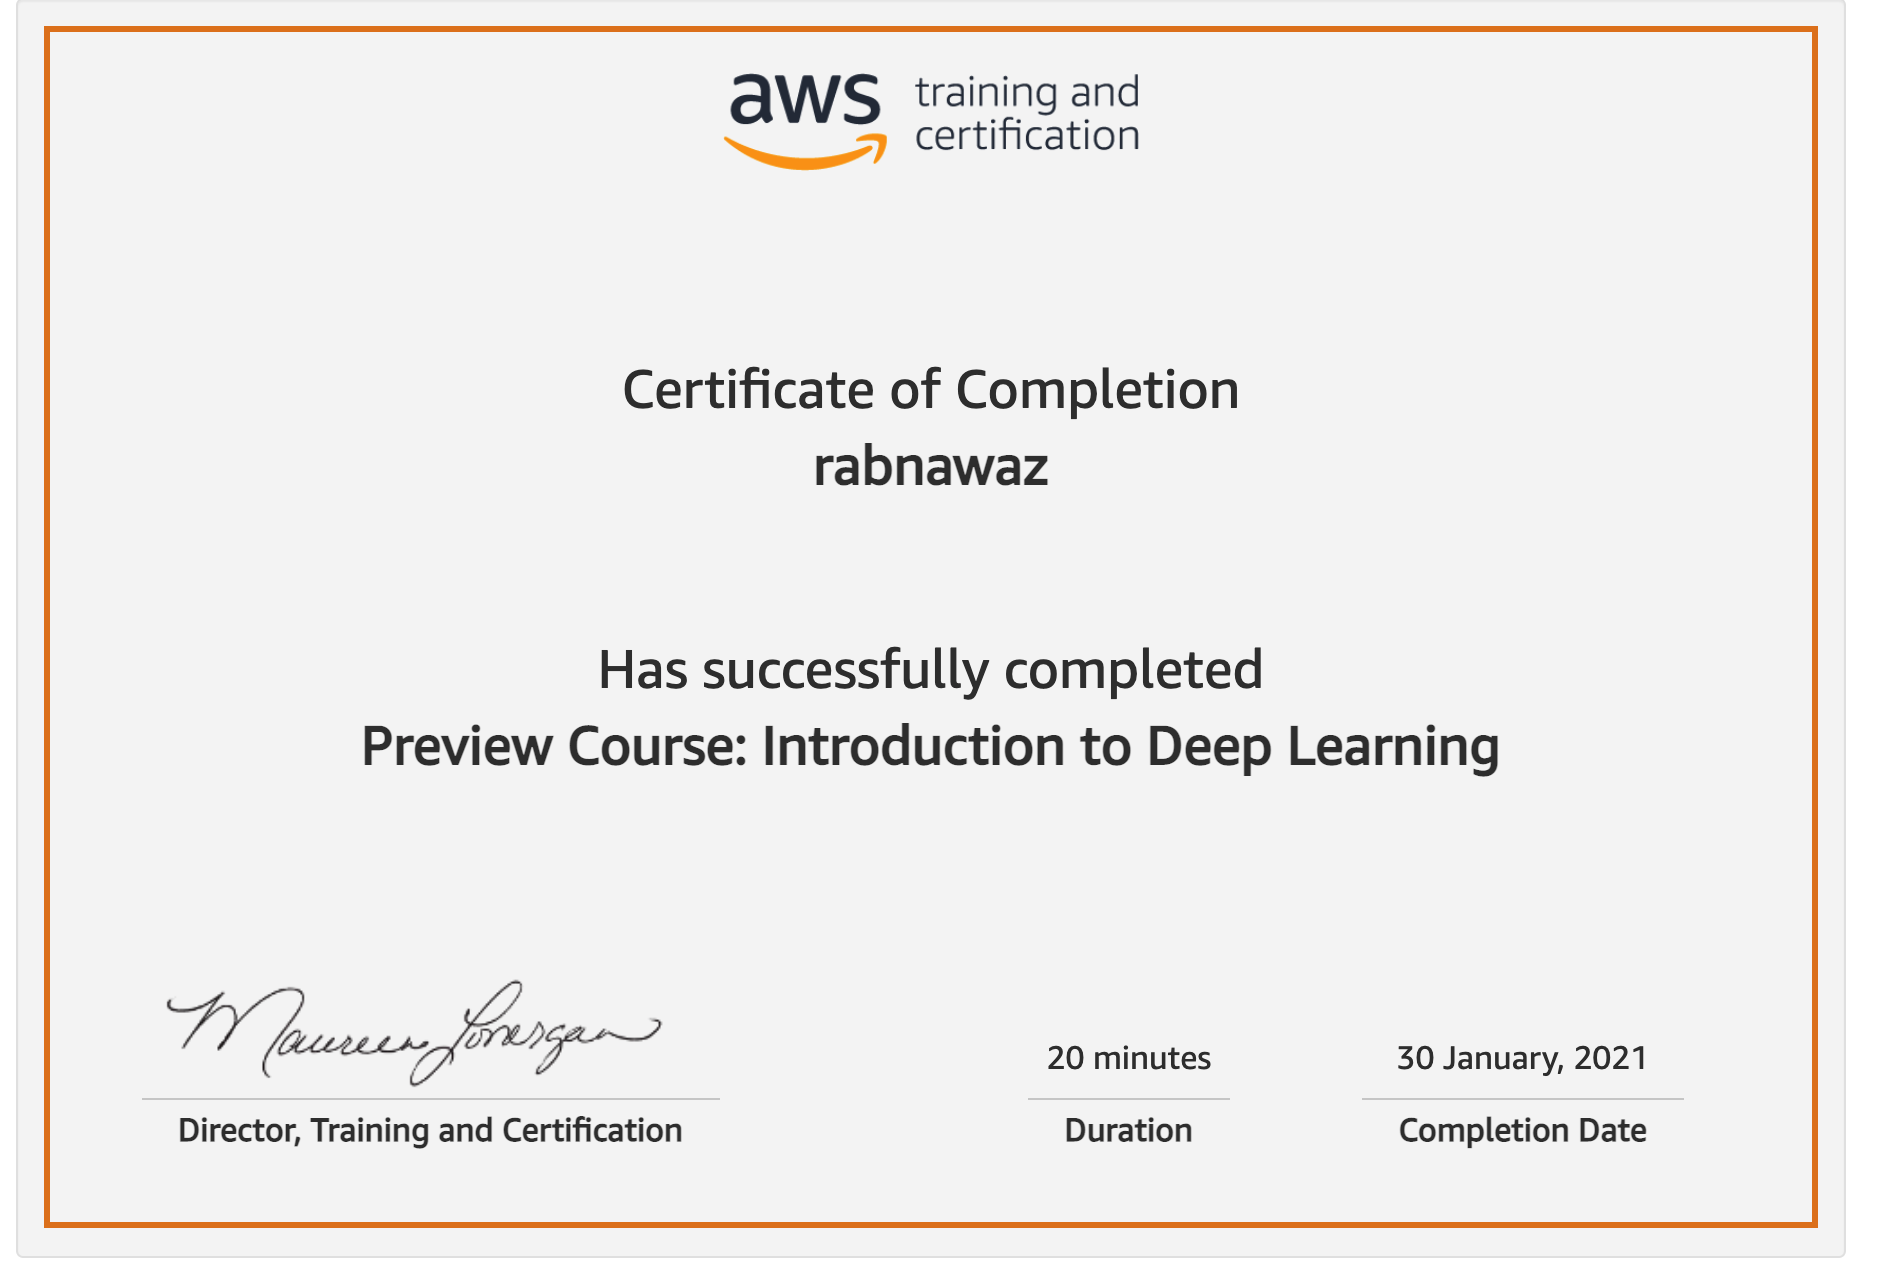 aws training and
certification
Certificate of Completion
rabnawaz
Has successfully completed
Preview Course: Introduction to Deep Learning
Maureen Lonergan
20 minutes
30 January, 2021
Director, Training and Certification
Duration
Completion Date